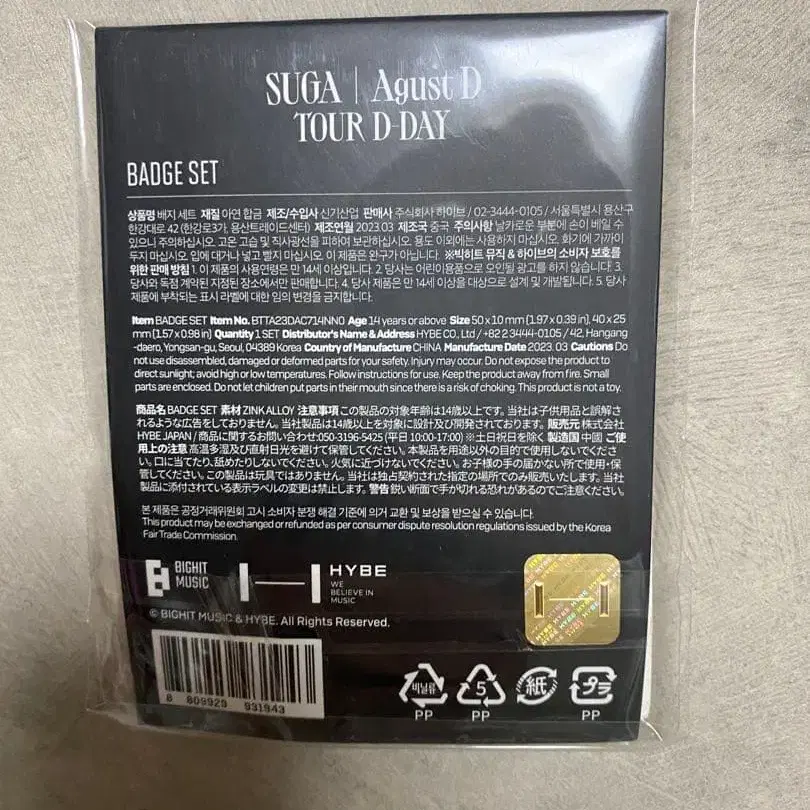 SUGA | Agust D
TOUR D-DAY
BADGE SET
상품명 배지 세트 재질 아연 합금 제조/수입사 신기산업 판매사 주식회사 하이브 / 02-3444-0105 / 서울특별시 용산구
한강대로 42 (한강로3가, 용산트레이드센터) 제조연월 2023.03 제조국 중국 주의사항 날카로운 부분에 손이 베일 수
있으니 주의하십시오. 고온 고습 및 직사광선을 피하여 보관하십시오. 용도 이외에는 사용하지 마십시오. 화기에 가까이
두지 마십시오. 입에 대거나 넣고 빨지 마십시오. 이 제품은 완구가 아닙니다. ※빅히트 뮤직 & 하이브의 소비자 보호를
위한 판매 방침 1. 이 제품의 사용연령은 만 14세 이상입니다. 2. 당사는 어린이용품으로 오인될 광고를 하지 않습니다. 3.
당사와 독점 계약된 지정된 장소에서만 판매합니다. 4. 당사 제품은 만 14세 이상을 대상으로 설계 및 개발됩니다. 5. 당사
제품에 부착되는 표시 라벨에 대한 임의 변경을 금지합니다.
Item BADGE SET Item No. BTTA23DAC714NN0 Age 14 years or above Size 50 x 10 mm (1.97 x 0.39 in), 40 x 25
mm (1.57 x 0.98 in) Quantity 1 SET Distributor's Name & Address HYBE CO., Ltd / +82 2 3444-0105 / 42, Hangang
-daero, Yongsan-gu, Seoul, 04389 Korea Country of Manufacture CHINA Manufacture Date 2023. 03 Cautions Do
not use disassembled, damaged or deformed parts for your safety. Injury may occur. Do not expose the product to
direct sunlight; avoid high or low temperatures. Follow instructions for use. Keep the product away from fire. Small
parts are enclosed. Do not let children put parts in their mouth since there is a risk of choking. This product is not a toy.
商品名 BADGE SET 素材 ZINK ALLOY 注意事項 この製品の対象年齢は14歳以上です。当社は子供用品と誤解さ
れるような広告をしておりません。当社製品は14歳以上を対象に設計及び開発されております。販売元 株式会社
HYBE JAPAN / 商品に関するお問い合わせ:050-3196-5425 (平日 10:00-17:00) ※土日祝日を除く 製造国 中國 ご使
用上の注意 高温多湿及び直射日光を避けて保管してください。本製品を用途以外の目的で使用しないでくださ
い。口に当てたり、舐めたりしないでください。火気に近づけないでください。お子様の手の届かない所で使用・保
管してください。この製品は玩具ではありません。当社は独占契約された指定の場所でのみ販売いたします。当社
製品に添付されている表示ラベルの変更は禁止します。警告 鋭い断面で手が切れる恐れがあるのでご注意ください。
본 제품은 공정거래위원회 고시 소비자 분쟁 해결 기준에 의거 교환 및 보상을 받으실 수 있습니다.
This product may be exchanged or refunded as per consumer dispute resolution regulations issued by the Korea
Fair Trade Commission.
BIGHIT
MUSIC
HYBE
WE
BELIEVE IN
MUSIC
© BIGHIT MUSIC & HYBE. All Rights Reserved.
8 809929 931943
비닐류
PP
5
PP
紙
プラ
PP